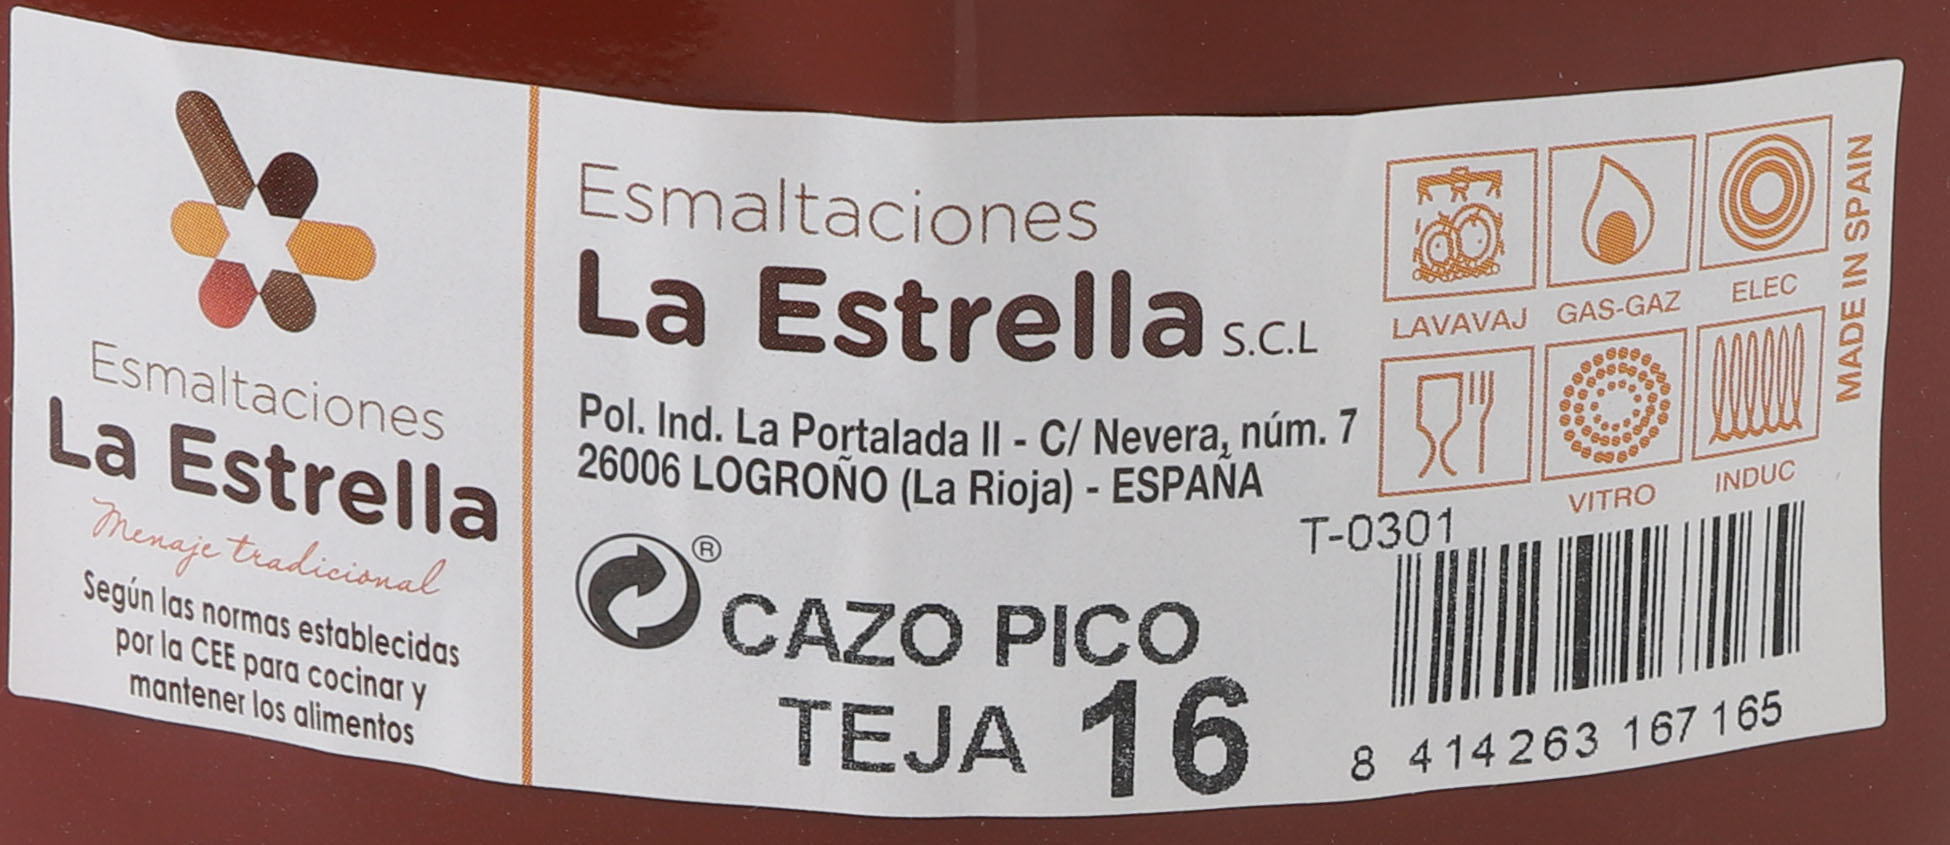 Esmaltaciones
La Estrella
Menaje tradicional
Según las normas establecidas
por la CEE para cocinar y
mantener los alimentos
Esmaltaciones
La Estrella S.C.L
Pol. Ind. La Portalada II - C/ Nevera, núm. 7
26006 LOGROÑO (La Rioja) - ESPAÑA
®
CAZO PICO
TEJA 16
LAVAVAJ GAS-GAZ ELEC
VITRO INDUC
MADE IN SPAIN
T-0301
8 414263 167165